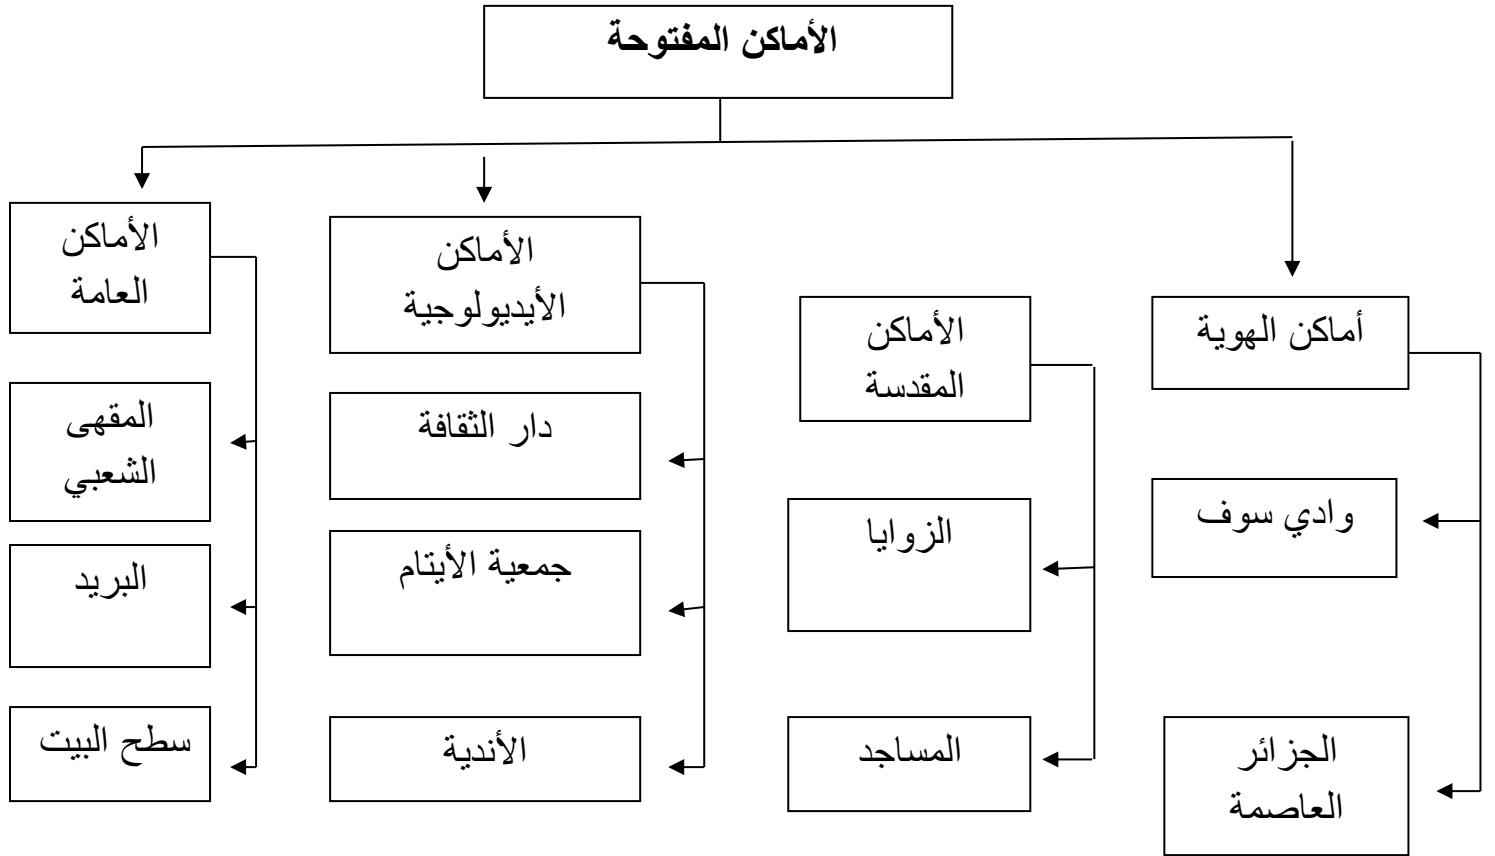 الأماكن المفتوحة
أماكن الهوية
وادي سوف
الجزائر
العاصمة
الأماكن
المقدسة
الزوايا
المساجد
الأماكن
الأيديولوجية
دار الثقافة
جمعية الأيتام
الأندية
الأماكن
العامة
المقهى
الشعبي
البريد
سطح البيت